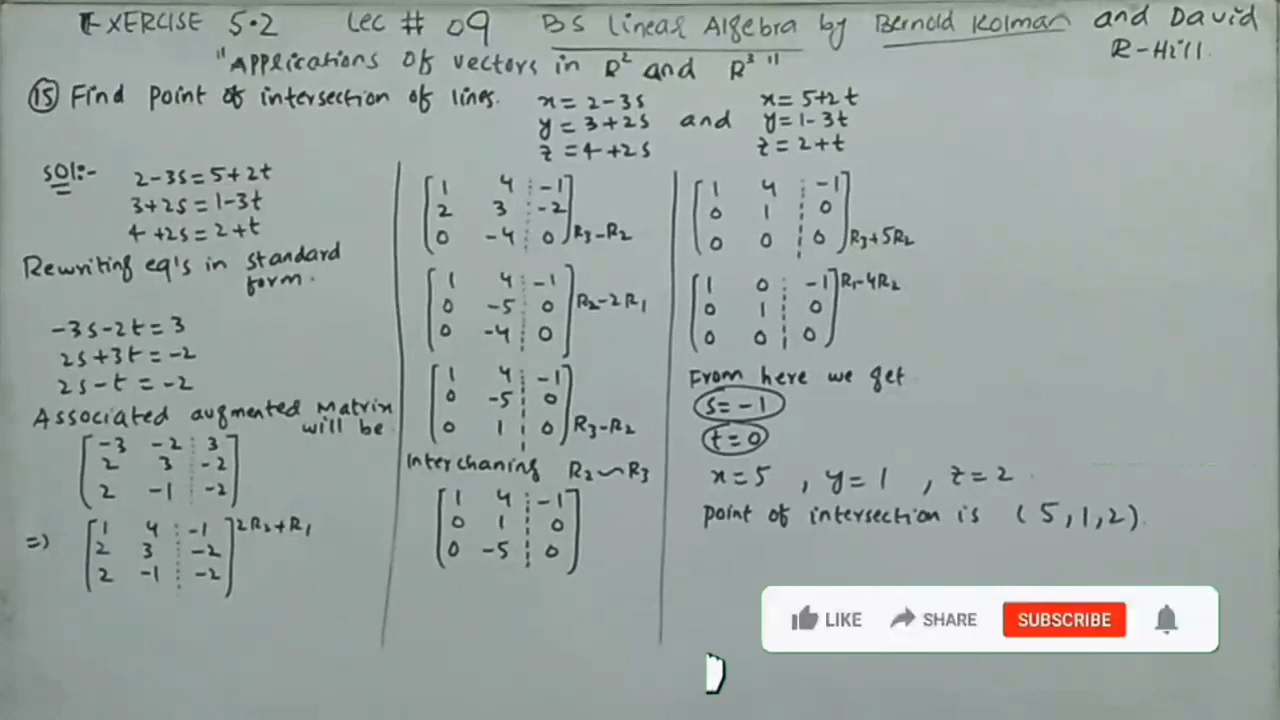 EXERCISE 5.2 Lec # 09 BS Linear Algebra by Bernold Kolman and David
R-Hill
"Applications of vectors in R² and R³"
(15) Find point of intersection of lines. x = 2-3s and x = 5+2t
y = 3+2s y = 1-3t
z = 4+2s z = 2+t
Sol:- 2-3s = 5+2t
3+2s = 1-3t
4+2s = 2+t
Rewriting eq's in standard
form.
-3s-2t = 3
2s+3t = -2
2s-t = -2
Associated augmented Matrix
will be
[-3 -2 : 3]
[2 3 : -2]
[2 -1 : -2]
=> [1 4 : -1] 2R2+R1
[2 3 : -2]
[2 -1 : -2]
[1 4 : -1]
[2 3 : -2]
[0 -4 : 0] R3-R2
[1 4 : -1]
[0 -5 : 0] R2-2R1
[0 -4 : 0]
[1 4 : -1]
[0 -5 : 0]
[0 1 : 0] R3-R2
Interchaning R2~R3
[1 4 : -1]
[0 1 : 0]
[0 -5 : 0]
[1 4 : -1]
[0 1 : 0]
[0 0 : 0] R3+5R2
[1 0 : -1] R1-4R2
[0 1 : 0]
[0 0 : 0]
From here we get
s = -1
t = 0
x = 5 , y = 1 , z = 2
point of intersection is (5,1,2).
LIKE SHARE SUBSCRIBE